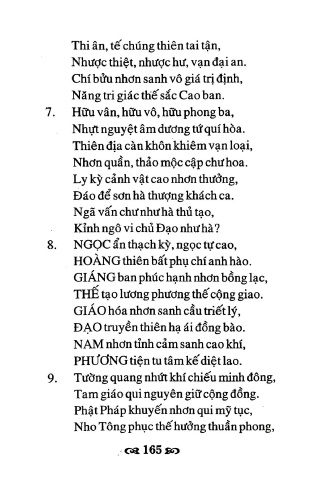 Thi ân, tế chúng thiên tai tận,
Nhược thiệt, nhược hư, vạn đại an.
Chí bửu nhơn sanh vô giá trị định,
Năng tri giác thế sắc Cao ban.
7. Hữu vân, hữu vô, hữu phong ba,
Nhựt nguyệt âm dương tứ quí hòa.
Thiên địa càn khôn khiêm vạn loại,
Nhơn quần, thảo mộc cập chư hoa.
Ly kỳ cảnh vật cao nhơn thưởng,
Đáo để sơn hà thượng khách ca.
Ngã vấn chư như hà thủ tạo,
Kỉnh ngô vi chủ Đạo như hà?
8. NGỌC ẩn thạch kỳ, ngọc tự cao,
HOÀNG thiên bất phụ chí anh hào.
GIÁNG ban phúc hạnh nhơn bồng lạc,
THẾ tạo lương phương thế cộng giao.
GIÁO hóa nhơn sanh cầu triết lý,
ĐẠO truyền thiên hạ ái đồng bào.
NAM nhơn tỉnh cảm sanh cao khí,
PHƯƠNG tiện tu tâm kế diệt lao.
9. Tường quang nhứt khí chiếu minh đông,
Tam giáo qui nguyên giữ cộng đồng.
Phật Pháp khuyến nhơn qui mỹ tục,
Nho Tông phục thế hưởng thuần phong,
165